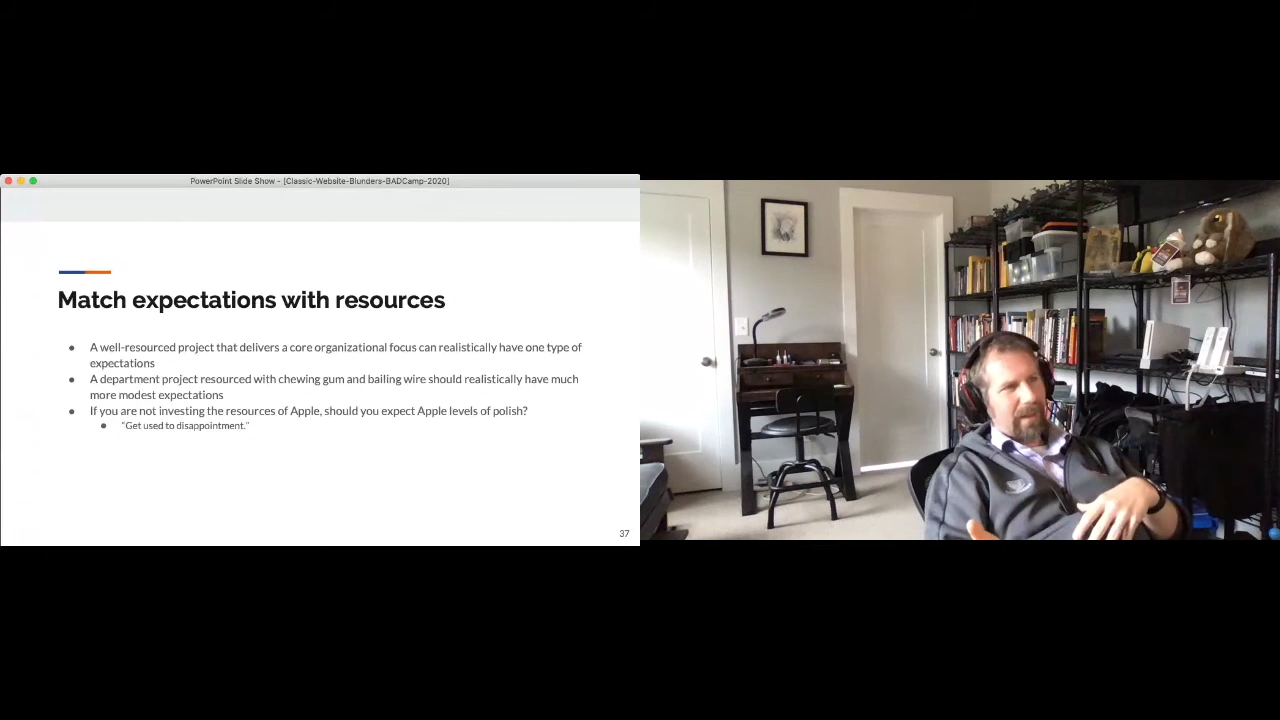 PowerPoint Slide Show - [Classic-Website-Blunders-BADCamp-2020]
Match expectations with resources
A well-resourced project that delivers a core organizational focus can realistically have one type of
expectations
A department project resourced with chewing gum and bailing wire should realistically have much
more modest expectations
If you are not investing the resources of Apple, should you expect Apple levels of polish?
"Get used to disappointment."
37